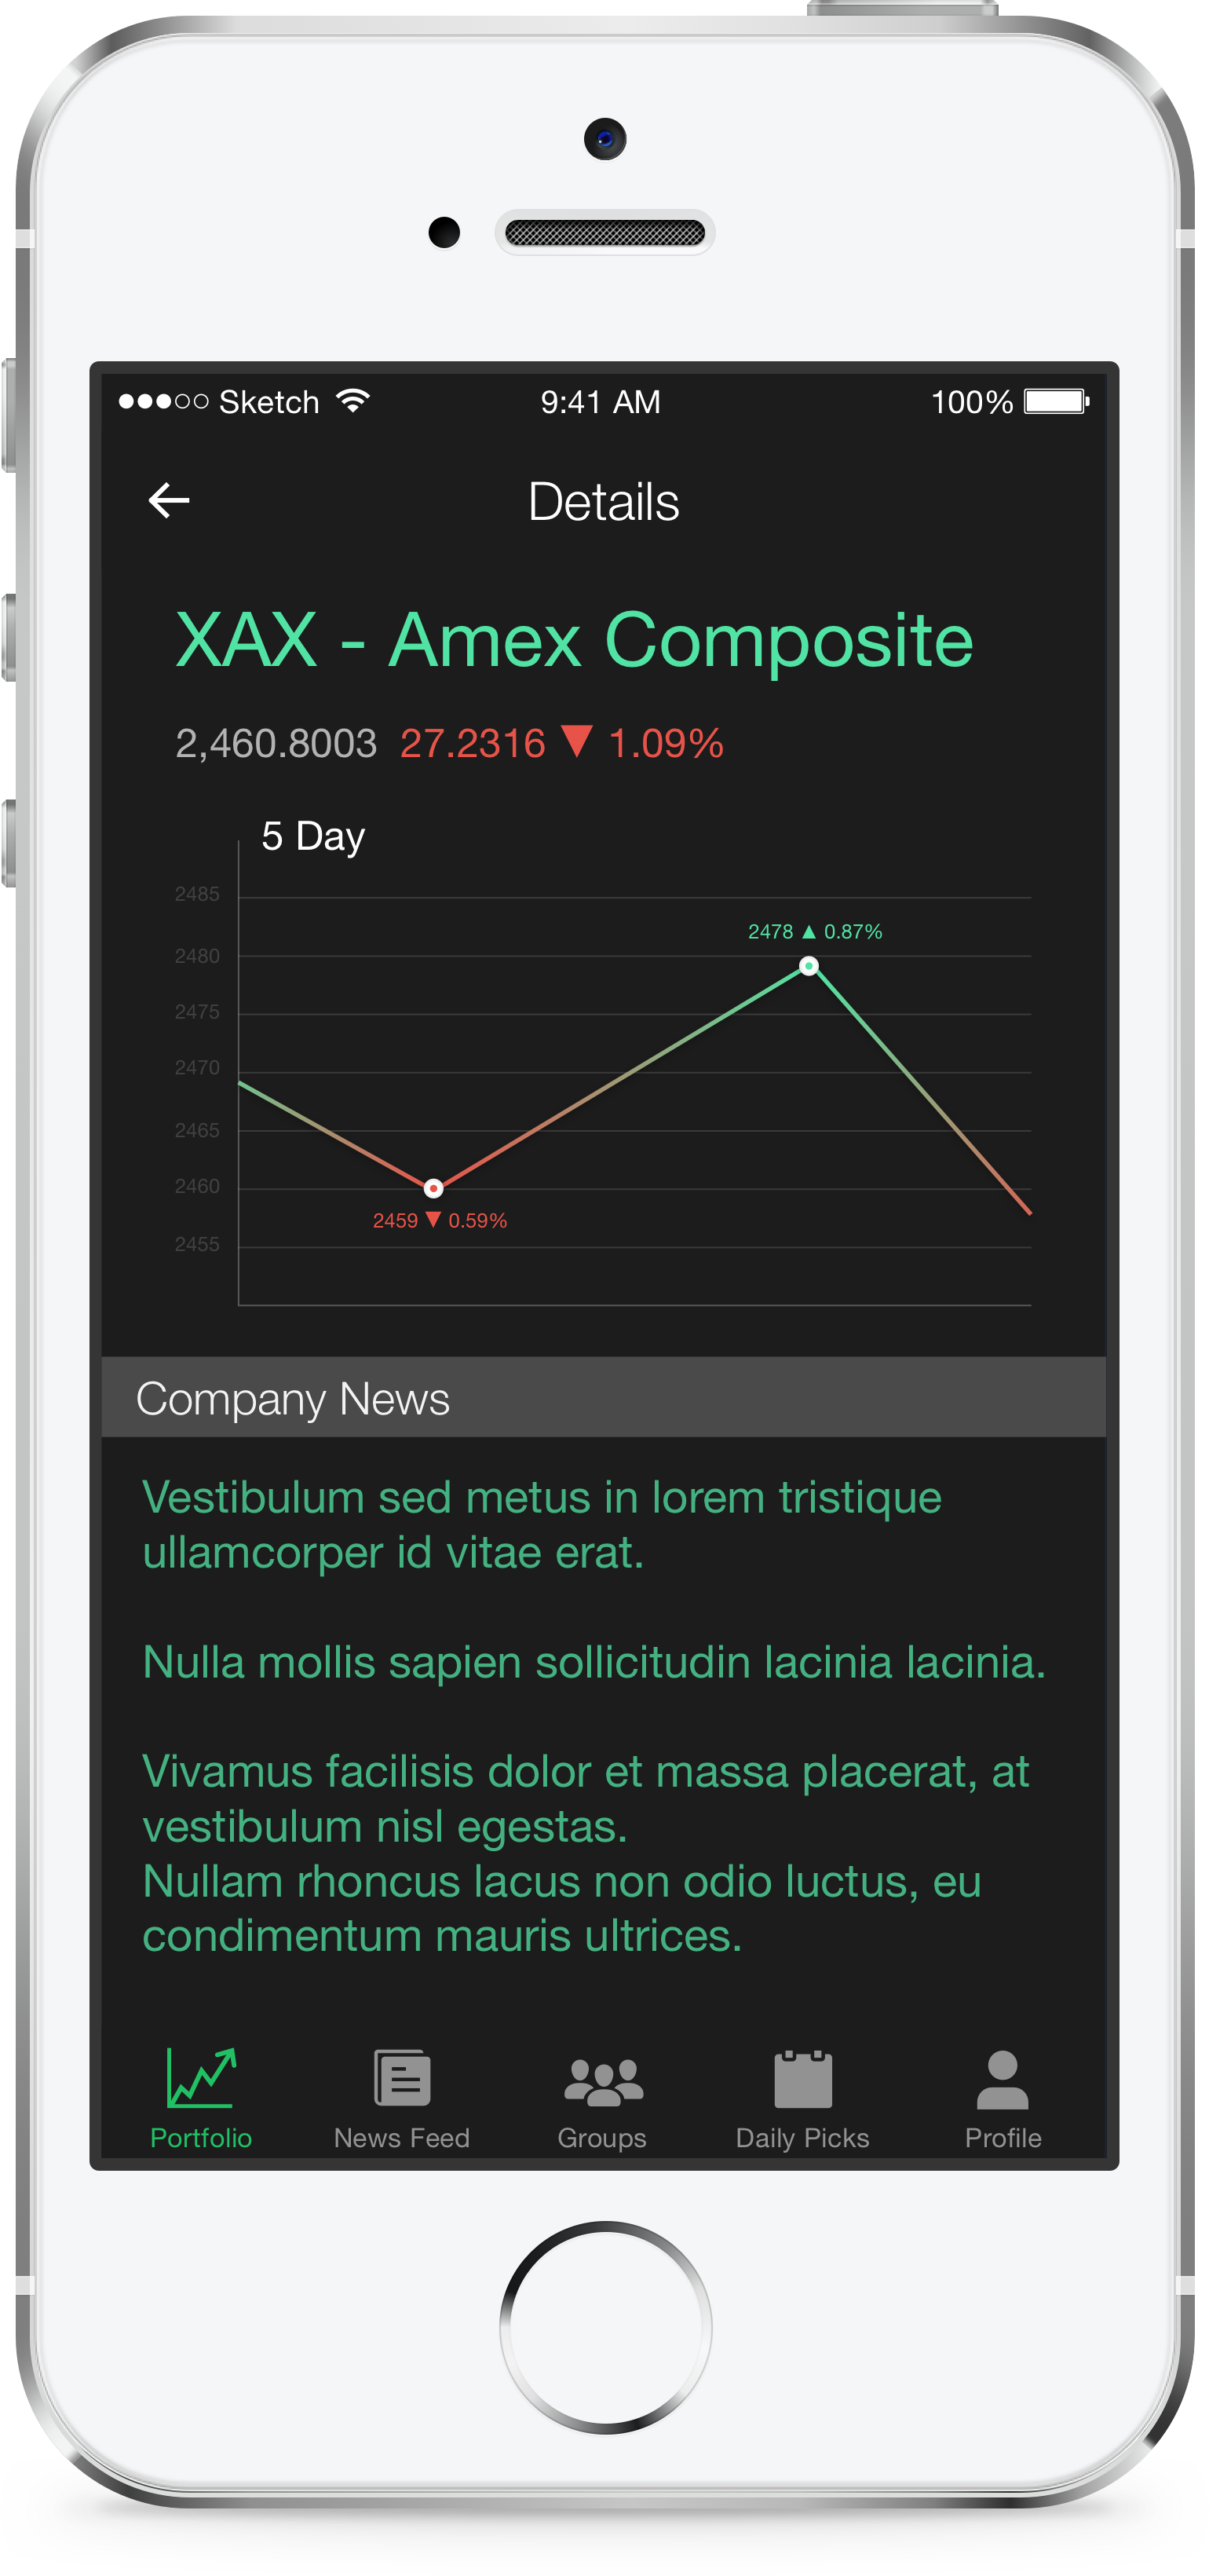 Sketch 9:41 AM 100%
Details
XAX - Amex Composite
2,460.8003 27.2316 ▼ 1.09%
5 Day
2485
2478 ▲ 0.87%
2480
2475
2470
2465
2460
2459 ▼ 0.59%
2455
Company News
Vestibulum sed metus in lorem tristique
ullamcorper id vitae erat.
Nulla mollis sapien sollicitudin lacinia lacinia.
Vivamus facilisis dolor et massa placerat, at
vestibulum nisl egestas.
Nullam rhoncus lacus non odio luctus, eu
condimentum mauris ultrices.
Portfolio News Feed Groups Daily Picks Profile